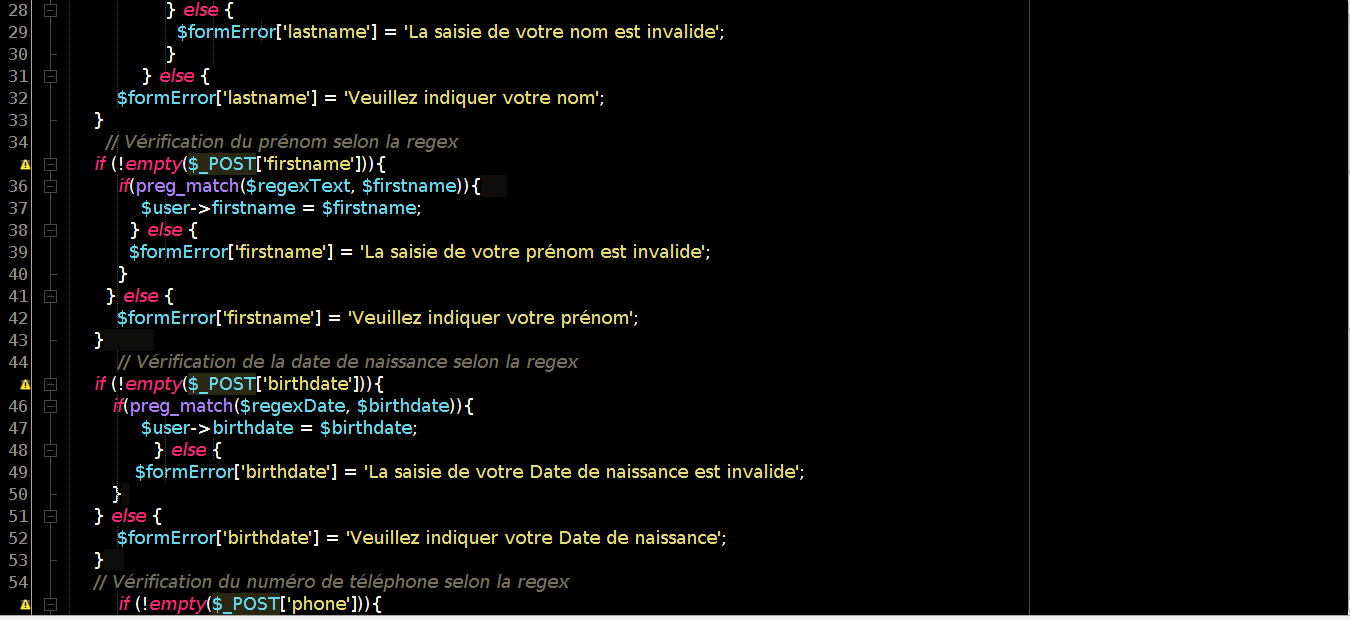 28 } else {
29 $formError['lastname'] = 'La saisie de votre nom est invalide';
30 }
31 } else {
32 $formError['lastname'] = 'Veuillez indiquer votre nom';
33 }
34 // Vérification du prénom selon la regex
if (!empty($_POST['firstname'])){
36 if(preg_match($regexText, $firstname)){
37 $user->firstname = $firstname;
38 } else {
39 $formError['firstname'] = 'La saisie de votre prénom est invalide';
40 }
41 } else {
42 $formError['firstname'] = 'Veuillez indiquer votre prénom';
43 }
44 // Vérification de la date de naissance selon la regex
if (!empty($_POST['birthdate'])){
46 if(preg_match($regexDate, $birthdate)){
47 $user->birthdate = $birthdate;
48 } else {
49 $formError['birthdate'] = 'La saisie de votre Date de naissance est invalide';
50 }
51 } else {
52 $formError['birthdate'] = 'Veuillez indiquer votre Date de naissance';
53 }
54 // Vérification du numéro de téléphone selon la regex
if (!empty($_POST['phone'])){